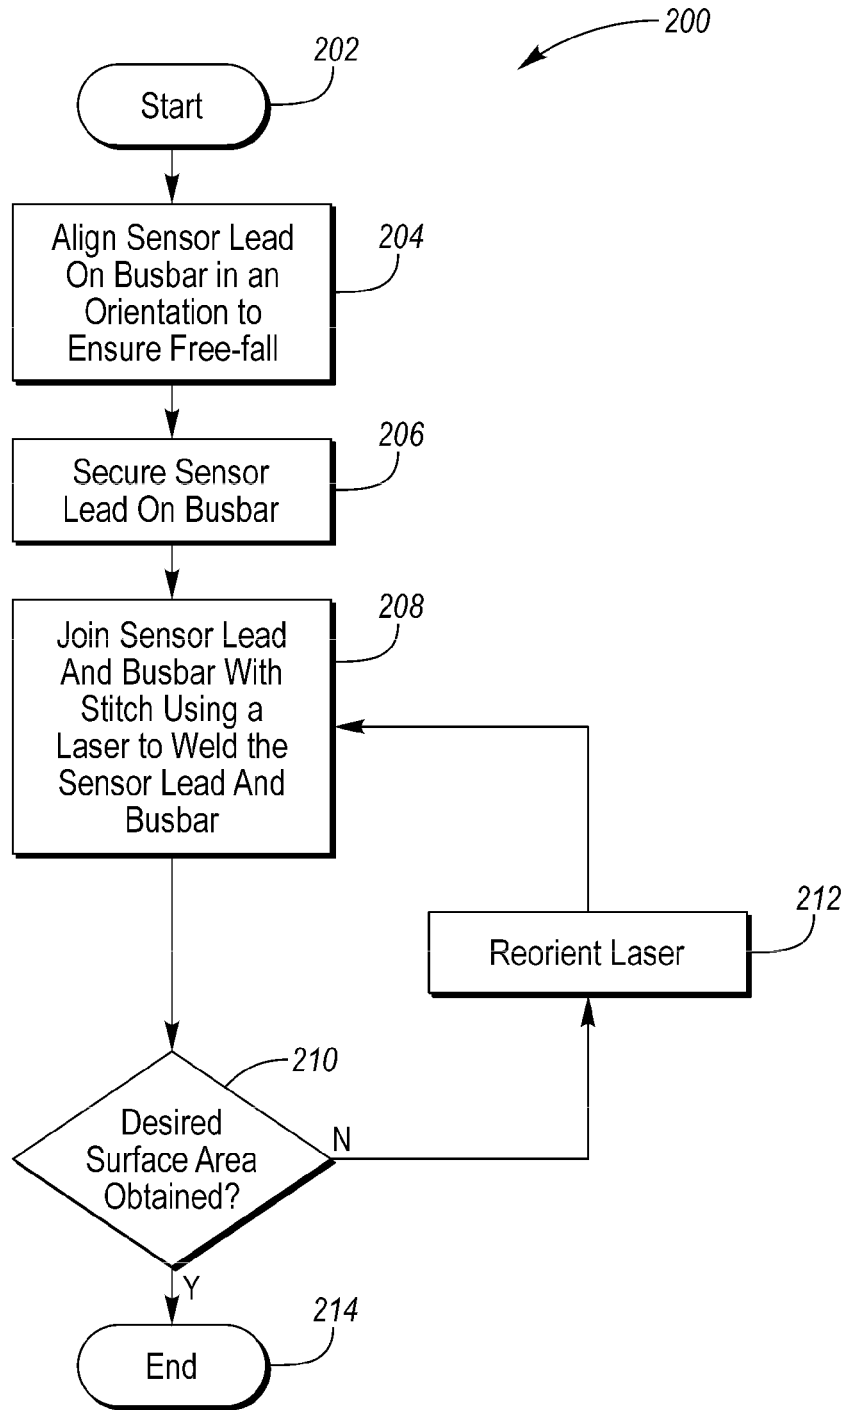 200
202
Start
204
Align Sensor Lead
On Busbar in an
Orientation to
Ensure Free-fall
206
Secure Sensor
Lead On Busbar
208
Join Sensor Lead
And Busbar With
Stitch Using a
Laser to Weld the
Sensor Lead And
Busbar
212
Reorient Laser
210
Desired
Surface Area
Obtained?
N
Y
214
End